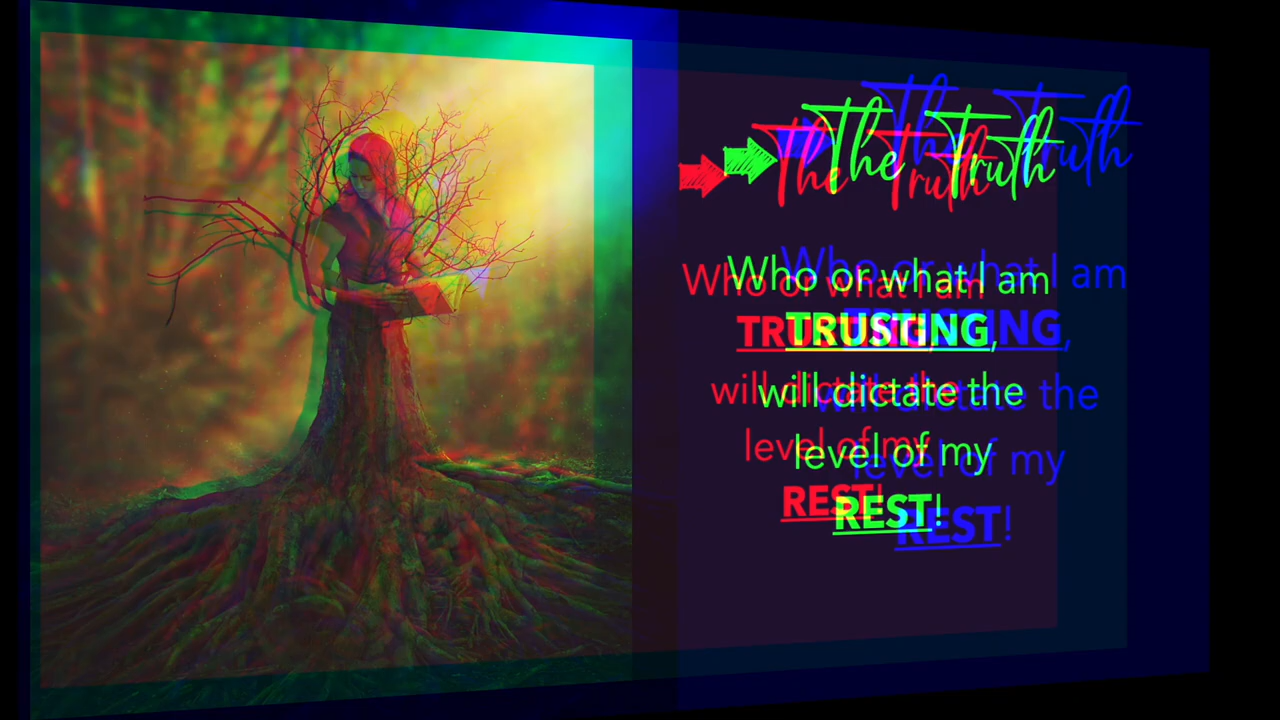 The Truth
Who or what I am
TRUSTING,
will dictate the
level of my
REST!